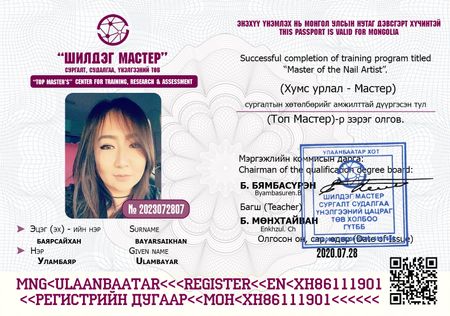 ЭНЭХҮҮ ҮНЭМЛЭХ НЬ МОНГОЛ УЛСЫН НУТАГ ДЭВСГЭРТ ХҮЧИНТЭЙ
THIS PASSPORT IS VALID FOR MONGOLIA
“ШИЛДЭГ МАСТЕР”
СУРГАЛТ, СУДАЛГАА, ҮНЭЛГЭЭНИЙ ТӨВ
“TOP MASTER’S” CENTER FOR TRAINING, RESEARCH & ASSESSMENT
№ 2023072807
Эцэг (эх) - ийн нэр
БАЯРСАЙХАН
Surname
BAYARSAIKHAN
Нэр
Уламбаяр
Given name
Ulambayar
Successful completion of training program titled
“Master of the Nail Artist”.
(Хумс урлал - Мастер)
сургалтын хөтөлбөрийг амжилттай дүүргэсэн тул
(Топ Мастер)-р зэрэг олгов.
Мэргэжлийн коммисын дарга:
Chairman of the qualification degree board:
Б. БЯМБАСҮРЭН
Byambasuren.B
Багш (Teacher)
Б. МӨНХТАЙВАН
Enkhzul. Ch
Олгосон он, сар, өдөр (Date of Issue)
2020.07.28
УЛААНБААТАР ХОТ
ШИЛДЭГ МАСТЕР
СУРГАЛТ СУДАЛГАА
ҮНЭЛГЭЭНИЙ ЦАЦРАГ
ТӨВ ХОЛБОО
ГҮТББ
MNG<ULAANBAATAR<<<REGISTER<<EN<XH86111901
<<РЕГИСТРИЙН ДУГААР<<МОН<ХН86111901<<<<<<